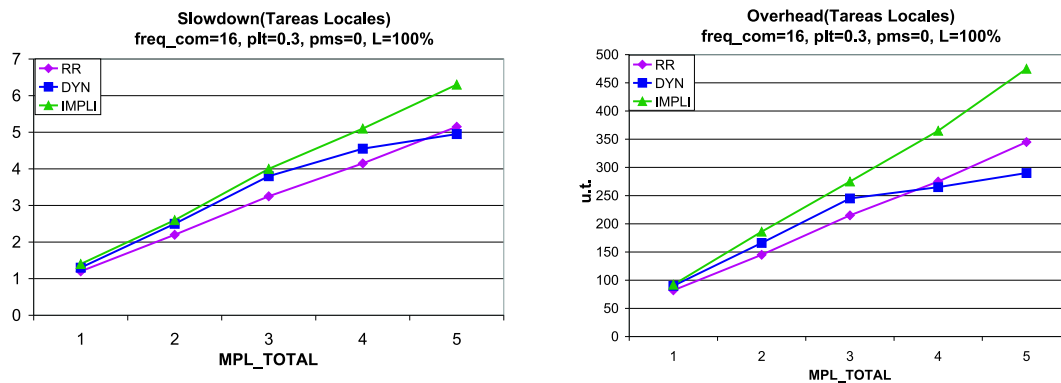 Slowdown(Tareas Locales)
freq_com=16, plt=0.3, pms=0, L=100%
7
6
5
4
3
2
1
0
RR
DYN
IMPLI
1 2 3 4 5
MPL_TOTAL
Overhead(Tareas Locales)
freq_com=16, plt=0.3, pms=0, L=100%
500
450
400
350
300
250
200
150
100
50
0
u.t.
RR
DYN
IMPLI
1 2 3 4 5
MPL_TOTAL